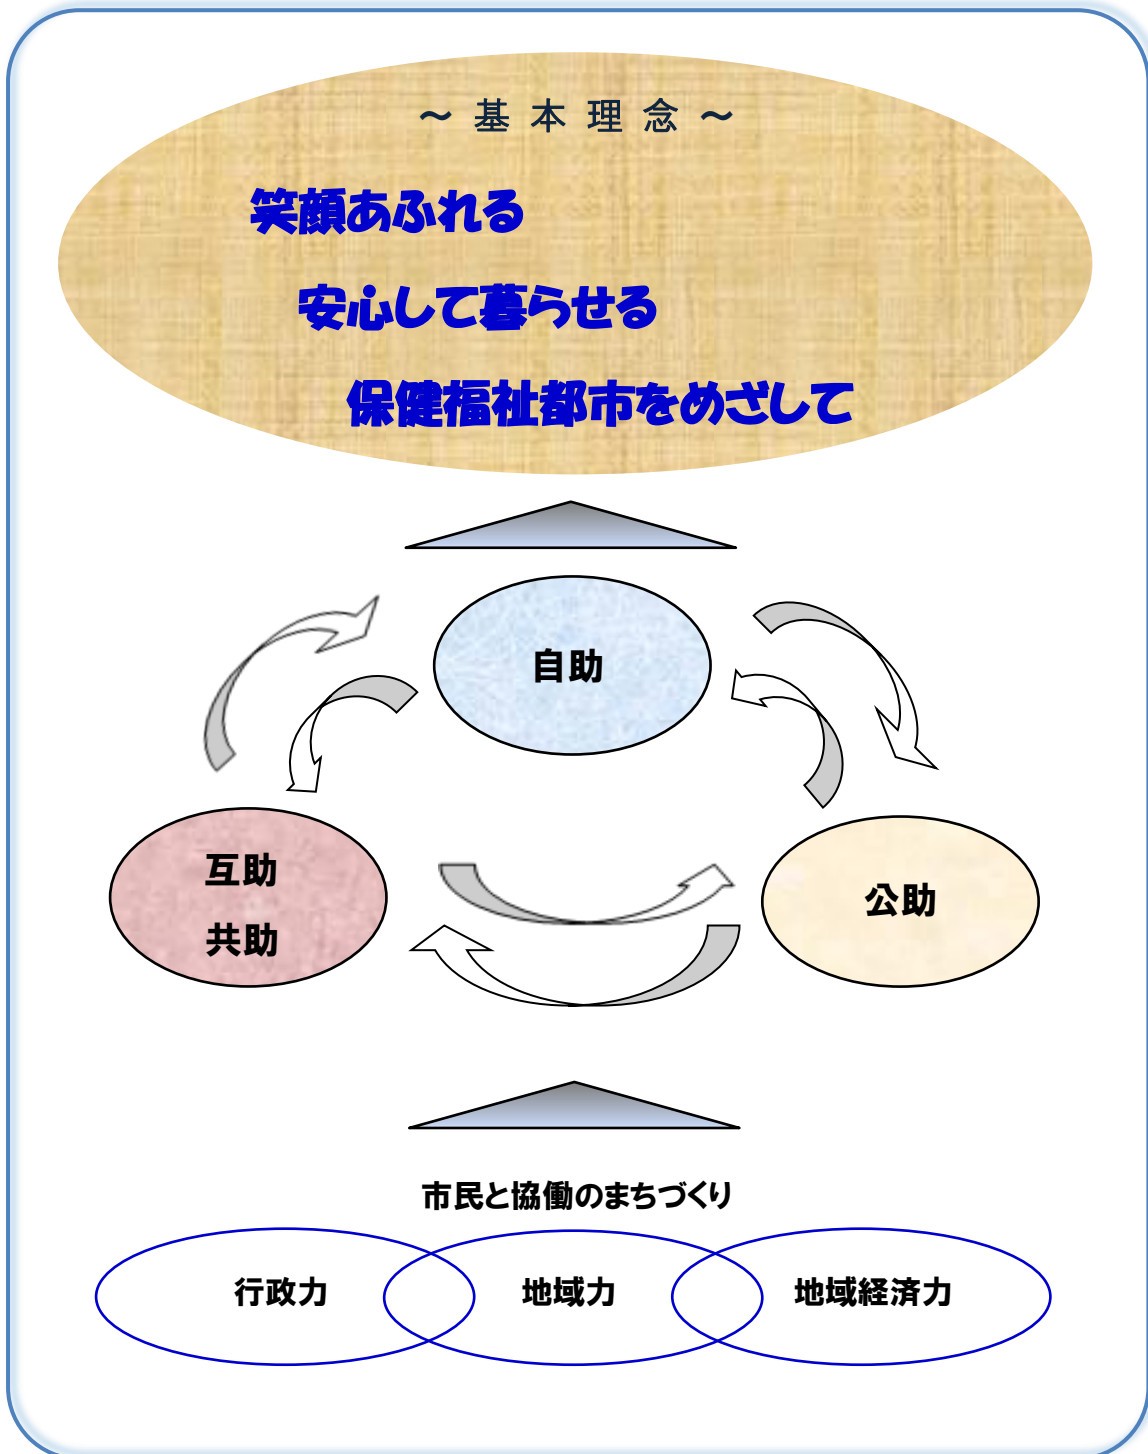 ～ 基 本 理 念 ～
笑顔あふれる
安心して暮らせる
保健福祉都市をめざして
自助
互助
共助
公助
市民と協働のまちづくり
行政力
地域力
地域経済力